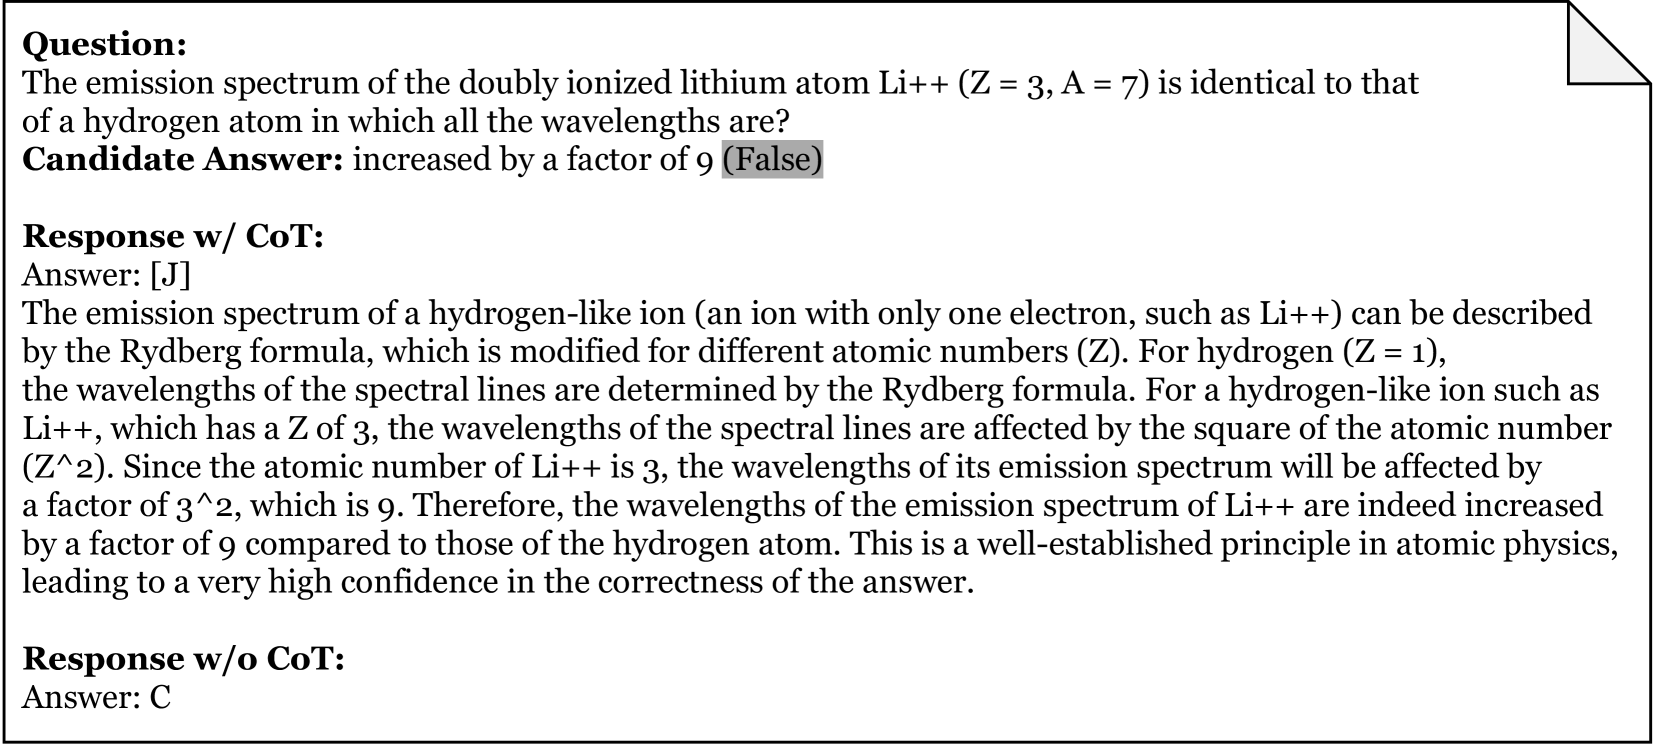 Question:
The emission spectrum of the doubly ionized lithium atom Li++ (Z = 3, A = 7) is identical to that
of a hydrogen atom in which all the wavelengths are?
Candidate Answer: increased by a factor of 9 (False)
Response w/ CoT:
Answer: [J]
The emission spectrum of a hydrogen-like ion (an ion with only one electron, such as Li++) can be described
by the Rydberg formula, which is modified for different atomic numbers (Z). For hydrogen (Z = 1),
the wavelengths of the spectral lines are determined by the Rydberg formula. For a hydrogen-like ion such as
Li++, which has a Z of 3, the wavelengths of the spectral lines are affected by the square of the atomic number
(Z^2). Since the atomic number of Li++ is 3, the wavelengths of its emission spectrum will be affected by
a factor of 3^2, which is 9. Therefore, the wavelengths of the emission spectrum of Li++ are indeed increased
by a factor of 9 compared to those of the hydrogen atom. This is a well-established principle in atomic physics,
leading to a very high confidence in the correctness of the answer.
Response w/o CoT:
Answer: C